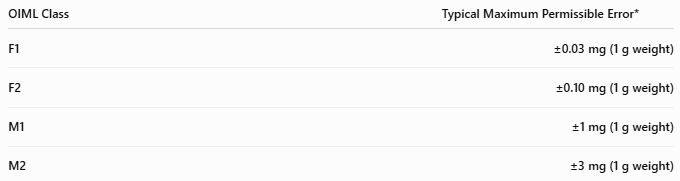 OIML Class Typical Maximum Permissible Error*
F1 ±0.03 mg (1 g weight)
F2 ±0.10 mg (1 g weight)
M1 ±1 mg (1 g weight)
M2 ±3 mg (1 g weight)